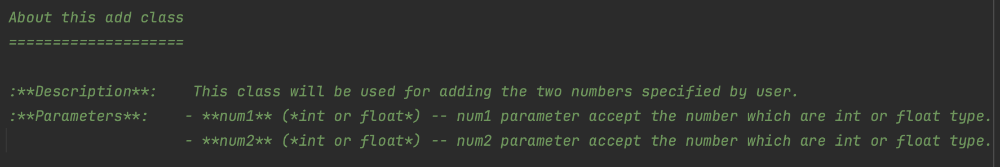 About this add class
====================
:**Description**:    This class will be used for adding the two numbers specified by user.
:**Parameters**:    - **num1** (*int or float*) -- num1 parameter accept the number which are int or float type.
                    - **num2** (*int or float*) -- num2 parameter accept the number which are int or float type.